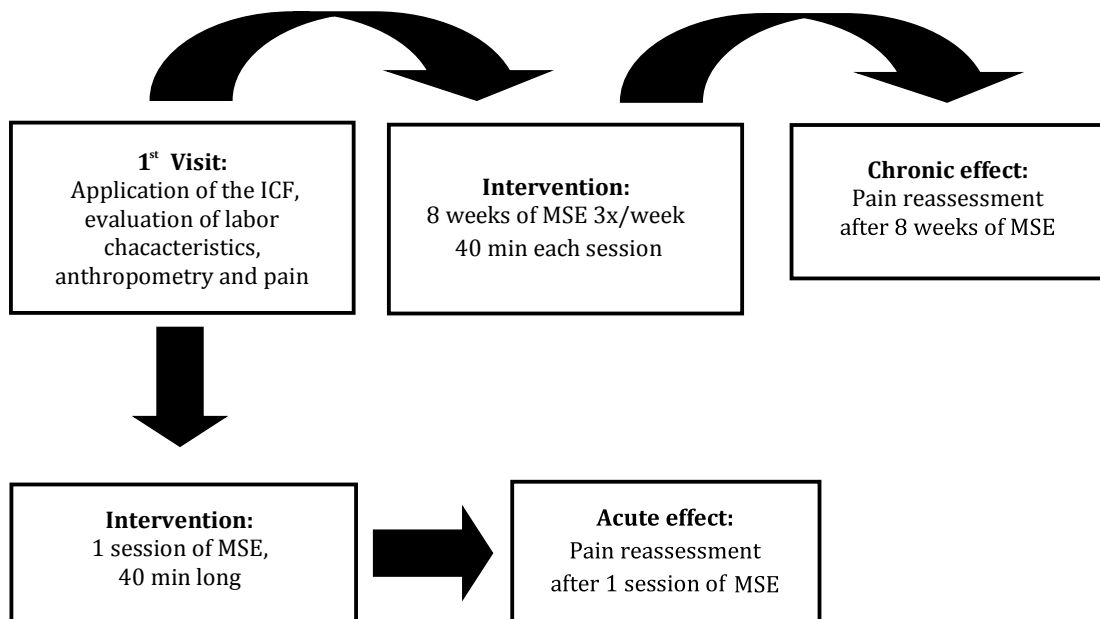 1st Visit:
Application of the ICF,
evaluation of labor
chacacteristics,
anthropometry and pain
Intervention:
8 weeks of MSE 3x/week
40 min each session
Chronic effect:
Pain reassessment
after 8 weeks of MSE
Intervention:
1 session of MSE,
40 min long
Acute effect:
Pain reassessment
after 1 session of MSE